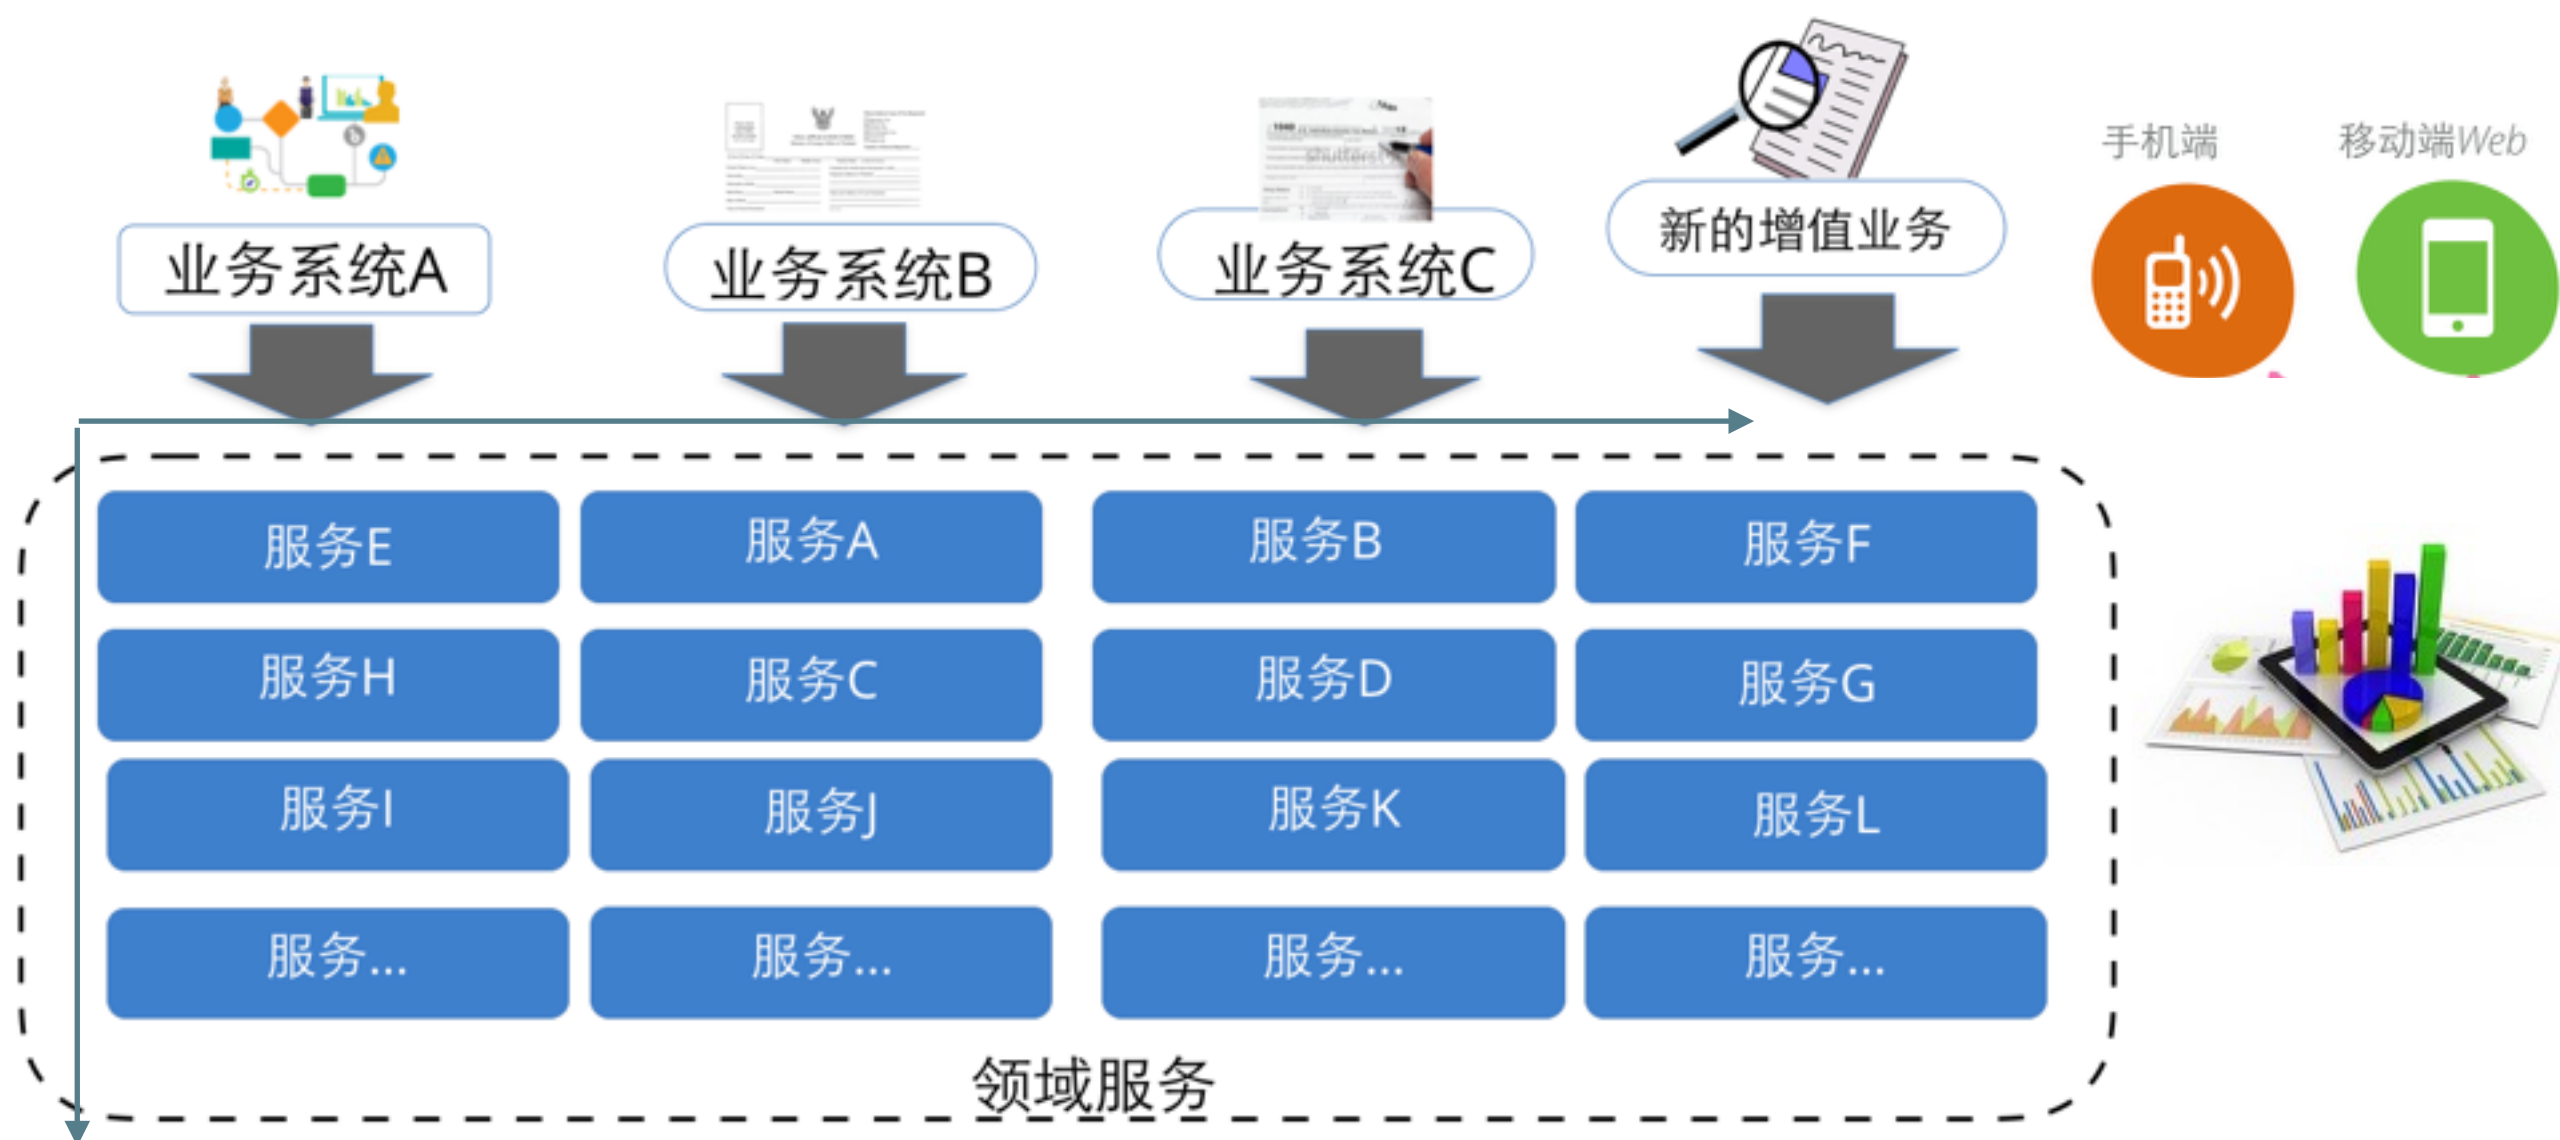 手机端
移动端Web
业务系统A
业务系统B
业务系统C
新的增值业务
服务E
服务A
服务B
服务F
服务H
服务C
服务D
服务G
服务I
服务J
服务K
服务L
服务...
服务...
服务...
服务...
领域服务